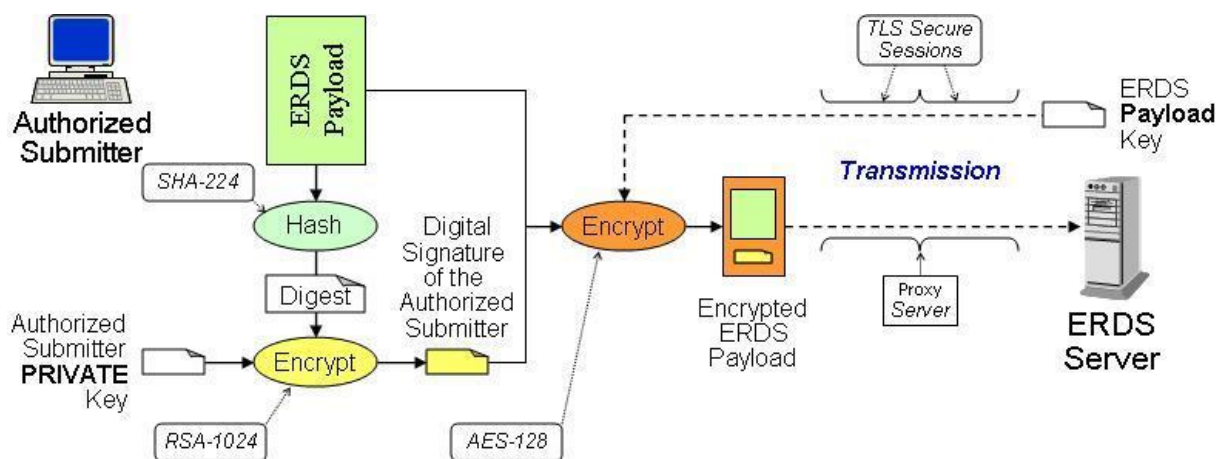 Authorized
Submitter
ERDS
Payload
SHA-224
Hash
Digest
Authorized
Submitter
PRIVATE
Key
Encrypt
RSA-1024
Digital
Signature
of the
Authorized
Submitter
Encrypt
AES-128
Encrypted
ERDS
Payload
TLS Secure
Sessions
ERDS
Payload
Key
Transmission
Proxy
Server
ERDS
Server